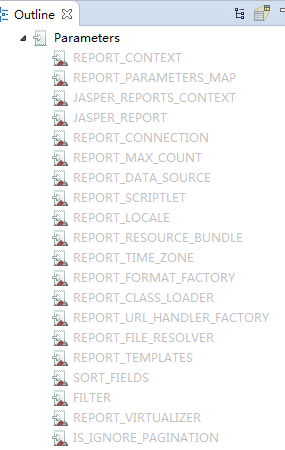 Outline
Parameters
REPORT_CONTEXT
REPORT_PARAMETERS_MAP
JASPER_REPORTS_CONTEXT
JASPER_REPORT
REPORT_CONNECTION
REPORT_MAX_COUNT
REPORT_DATA_SOURCE
REPORT_SCRIPTLET
REPORT_LOCALE
REPORT_RESOURCE_BUNDLE
REPORT_TIME_ZONE
REPORT_FORMAT_FACTORY
REPORT_CLASS_LOADER
REPORT_URL_HANDLER_FACTORY
REPORT_FILE_RESOLVER
REPORT_TEMPLATES
SORT_FIELDS
FILTER
REPORT_VIRTUALIZER
IS_IGNORE_PAGINATION